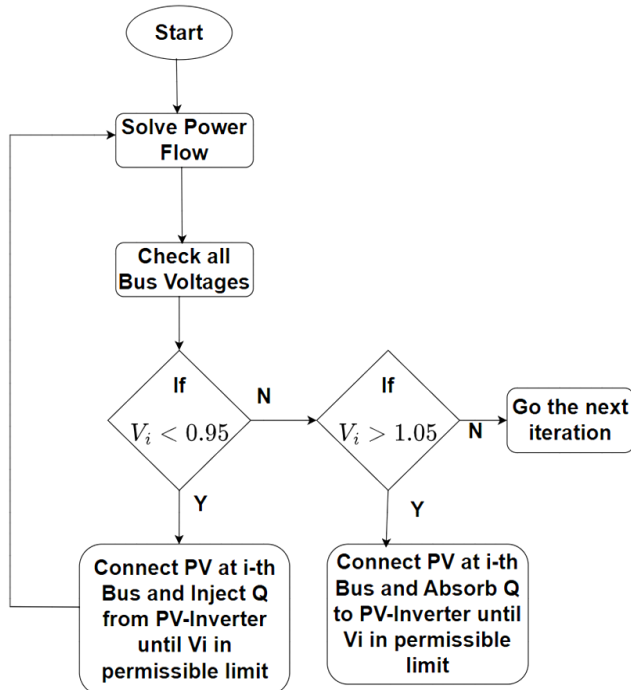 Start
Solve Power
Flow
Check all
Bus Voltages
If
V_i < 0.95
N
If
V_i > 1.05
N
Go the next
iteration
Y
Y
Connect PV at i-th
Bus and Inject Q
from PV-Inverter
until Vi in
permissible limit
Connect PV at i-th
Bus and Absorb Q
to PV-Inverter until
Vi in permissible
limit